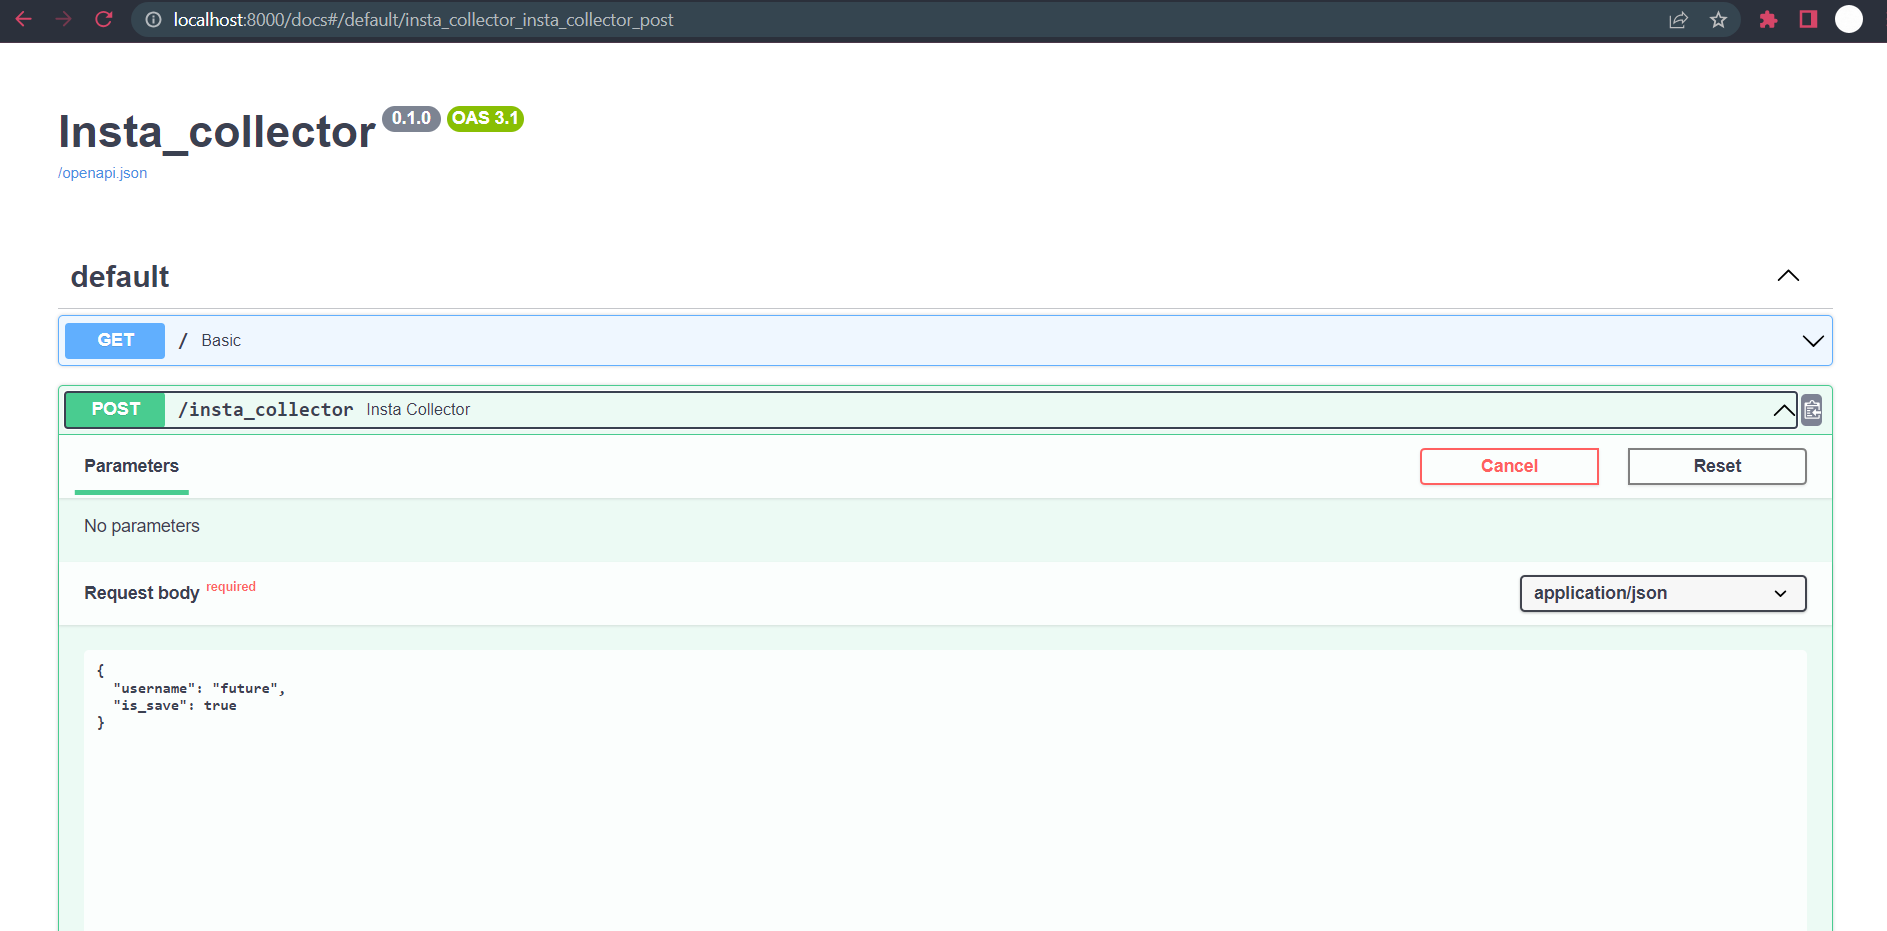 localhost:8000/docs#/default/insta_collector_insta_collector_post
Insta_collector 0.1.0 OAS 3.1
/openapi.json
default
GET / Basic
POST /insta_collector Insta Collector
Parameters Cancel Reset
No parameters
Request body required application/json
{
  "username": "future",
  "is_save": true
}